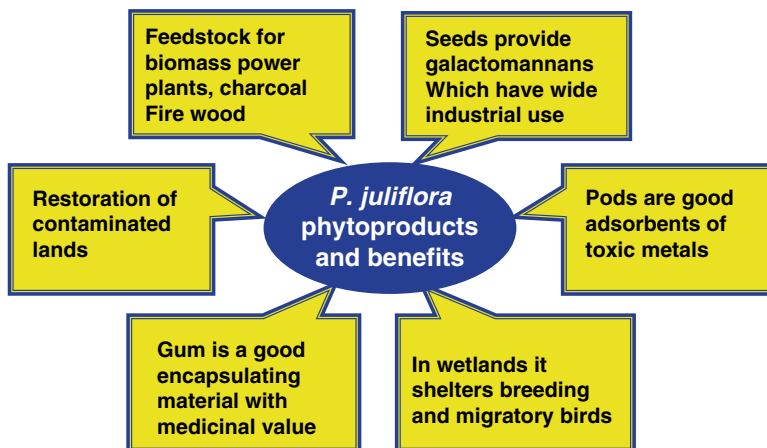 Feedstock for
biomass power
plants, charcoal
Fire wood
Seeds provide
galactomannans
Which have wide
industrial use
Restoration of
contaminated
lands
P. juliflora
phytoproducts
and benefits
Pods are good
adsorbents of
toxic metals
Gum is a good
encapsulating
material with
medicinal value
In wetlands it
shelters breeding
and migratory birds